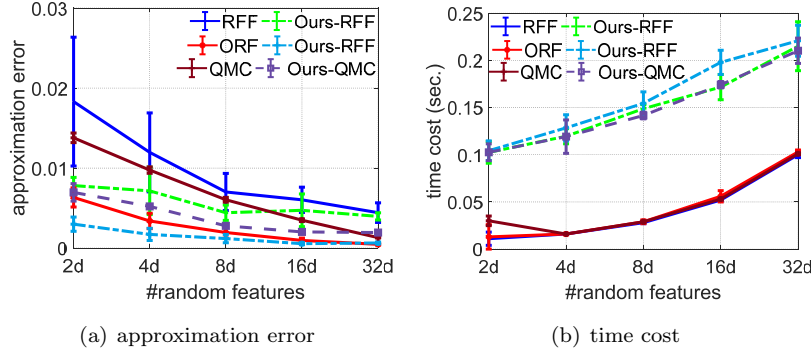 0.03
0.02
0.01
0
approximation error
RFF
Ours-RFF
ORF
Ours-RFF
QMC
Ours-QMC
2d 4d 8d 16d 32d
#random features
(a) approximation error
0.25
0.2
0.15
0.1
0.05
0
time cost (sec.)
RFF
Ours-RFF
ORF
Ours-RFF
QMC
Ours-QMC
2d 4d 8d 16d 32d
#random features
(b) time cost